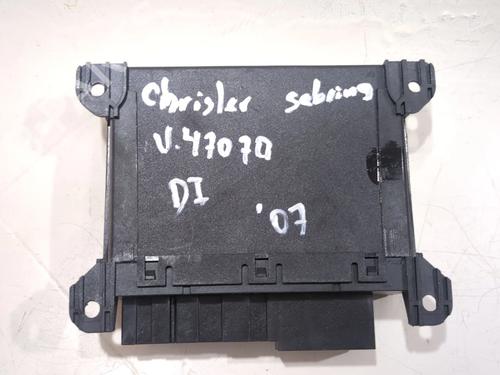 Chrisler sebring
V.47070
DI '07